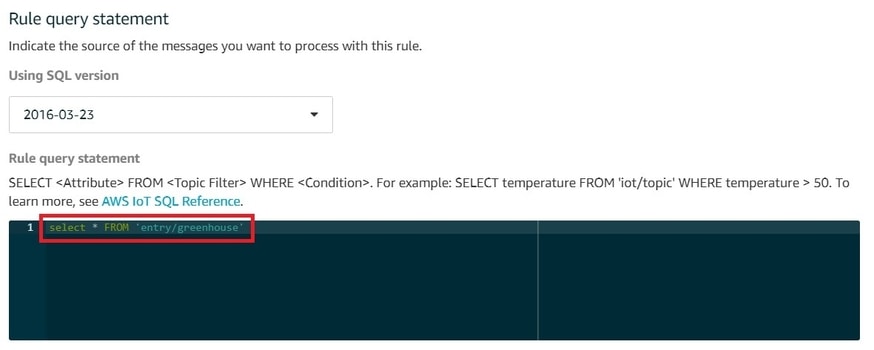 Rule query statement
Indicate the source of the messages you want to process with this rule.
Using SQL version
2016-03-23
Rule query statement
SELECT <Attribute> FROM <Topic Filter> WHERE <Condition>. For example: SELECT temperature FROM 'iot/topic' WHERE temperature > 50. To
learn more, see AWS IoT SQL Reference.
1 select * FROM 'entry/greenhouse'